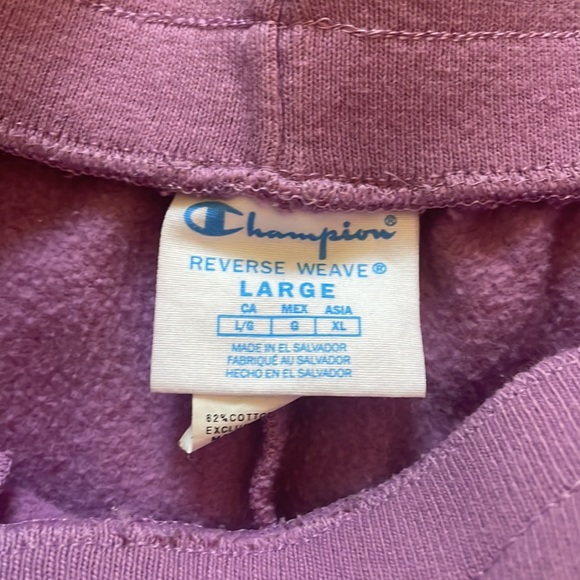 Champion®
REVERSE WEAVE®
LARGE
CA MEX ASIA
L/G G XL
MADE IN EL SALVADOR
FABRIQUÉ AU SALVADOR
HECHO EN EL SALVADOR
82% COTTO
EXCLU